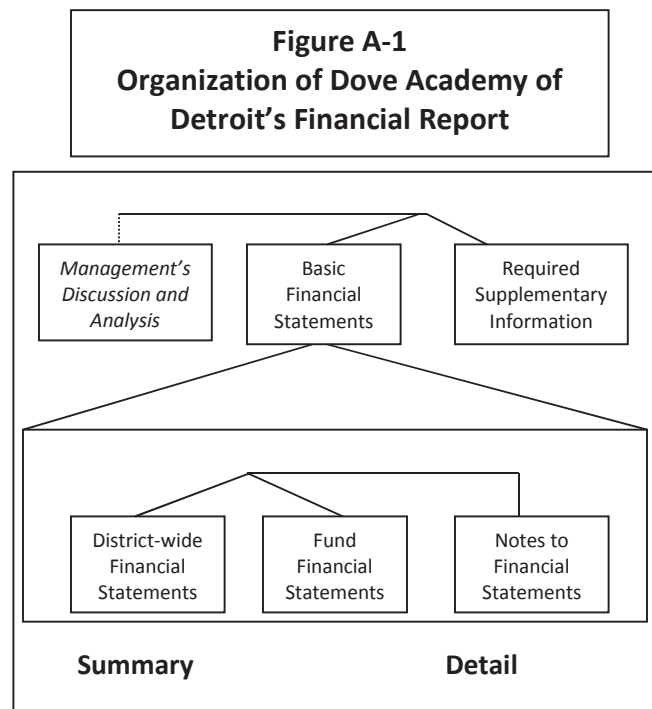 Figure A-1
Organization of Dove Academy of
Detroit’s Financial Report
Management’s
Discussion and
Analysis
Basic
Financial
Statements
Required
Supplementary
Information
District-wide
Financial
Statements
Fund
Financial
Statements
Notes to
Financial
Statements
Summary
Detail